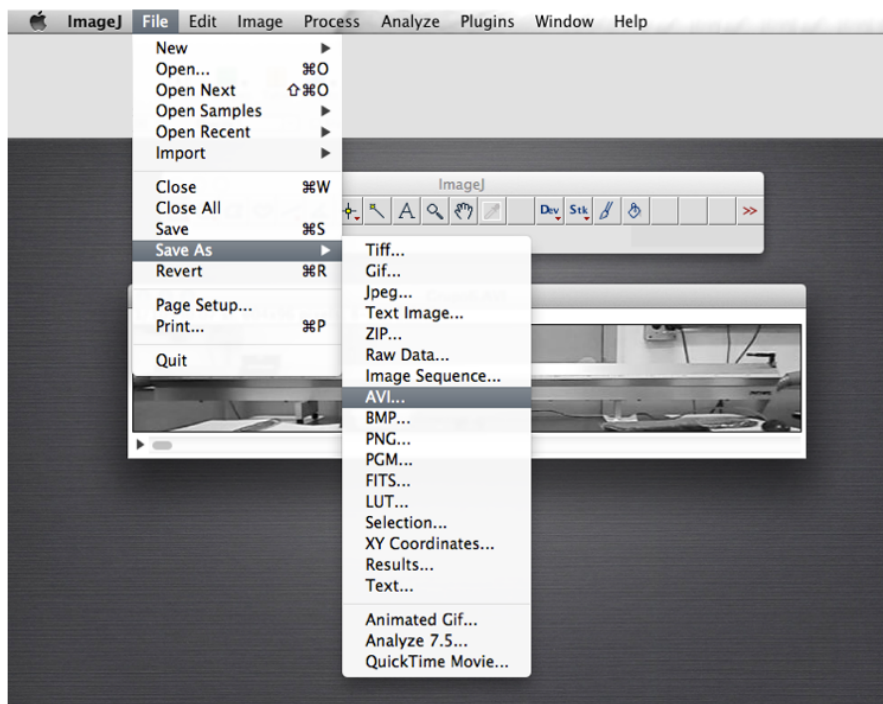 ImageJ File Edit Image Process Analyze Plugins Window Help
New
Open... ⌘O
Open Next ⇧⌘O
Open Samples
Open Recent
Import
Close ⌘W
Close All
Save ⌘S
Save As
Revert ⌘R
Page Setup...
Print... ⌘P
Quit
ImageJ
A Dev Stk >>
Tiff...
Gif...
Jpeg...
Text Image...
ZIP...
Raw Data...
Image Sequence...
AVI...
BMP...
PNG...
PGM...
FITS...
LUT...
Selection...
XY Coordinates...
Results...
Text...
Animated Gif...
Analyze 7.5...
QuickTime Movie...